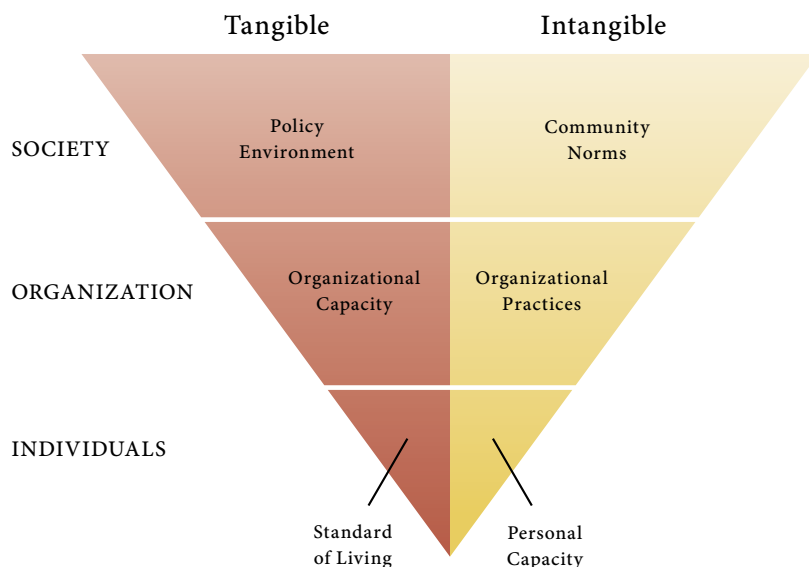 Tangible
Intangible
SOCIETY
Policy
Environment
Community
Norms
ORGANIZATION
Organizational
Capacity
Organizational
Practices
INDIVIDUALS
Standard
of Living
Personal
Capacity